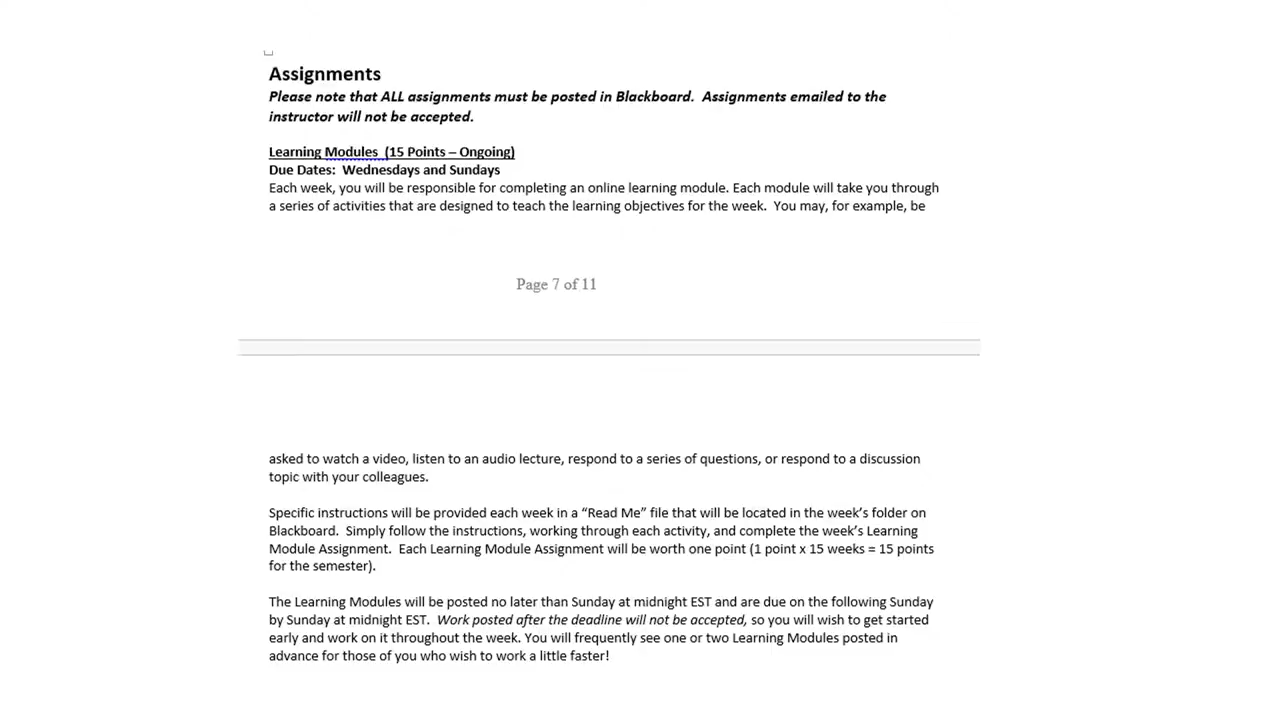 Assignments
Please note that ALL assignments must be posted in Blackboard.  Assignments emailed to the
instructor will not be accepted.
Learning Modules  (15 Points – Ongoing)
Due Dates:  Wednesdays and Sundays
Each week, you will be responsible for completing an online learning module. Each module will take you through
a series of activities that are designed to teach the learning objectives for the week.  You may, for example, be
Page 7 of 11
asked to watch a video, listen to an audio lecture, respond to a series of questions, or respond to a discussion
topic with your colleagues.
Specific instructions will be provided each week in a “Read Me” file that will be located in the week’s folder on
Blackboard.  Simply follow the instructions, working through each activity, and complete the week’s Learning
Module Assignment.  Each Learning Module Assignment will be worth one point (1 point x 15 weeks = 15 points
for the semester).
The Learning Modules will be posted no later than Sunday at midnight EST and are due on the following Sunday
by Sunday at midnight EST.  Work posted after the deadline will not be accepted, so you will wish to get started
early and work on it throughout the week. You will frequently see one or two Learning Modules posted in
advance for those of you who wish to work a little faster!